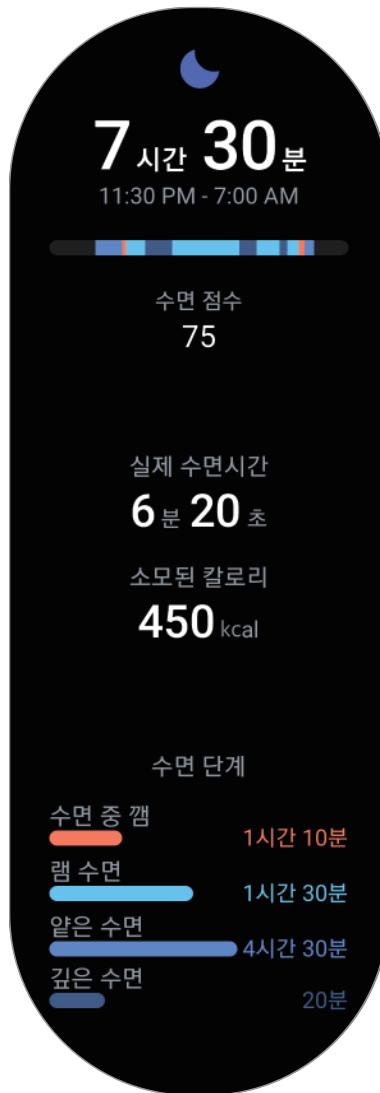 7 시간 30 분
11:30 PM - 7:00 AM
수면 점수
75
실제 수면시간
6 분 20 초
소모된 칼로리
450 kcal
수면 단계
수면 중 깸
1시간 10분
램 수면
1시간 30분
얕은 수면
4시간 30분
깊은 수면
20분